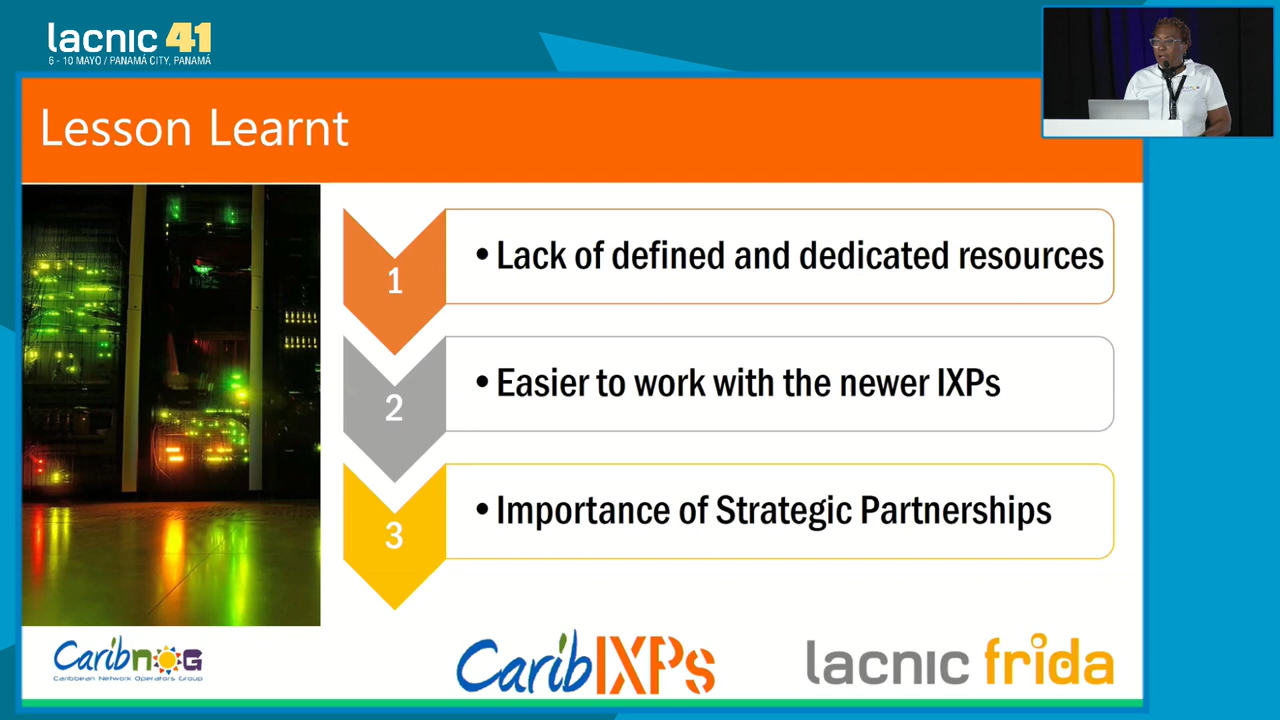 lacnic 41
6 - 10 MAYO / PANAMÁ CITY, PANAMÁ
Lesson Learnt
1
• Lack of defined and dedicated resources
2
• Easier to work with the newer IXPs
3
• Importance of Strategic Partnerships
CaribNOG
Caribbean Network Operators Group
CaribIXPs
lacnic frida